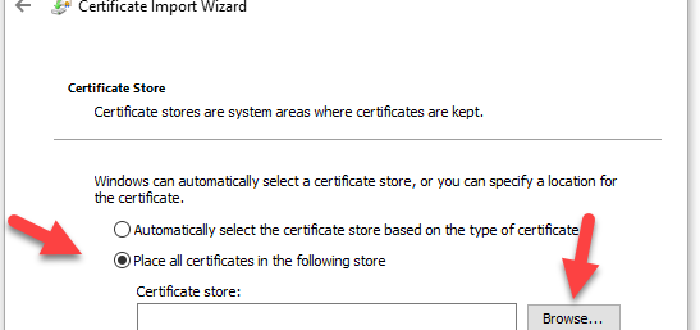 Certificate Import Wizard
Certificate Store
Certificate stores are system areas where certificates are kept.
Windows can automatically select a certificate store, or you can specify a location for
the certificate.
Automatically select the certificate store based on the type of certificate
Place all certificates in the following store
Certificate store:
Browse...